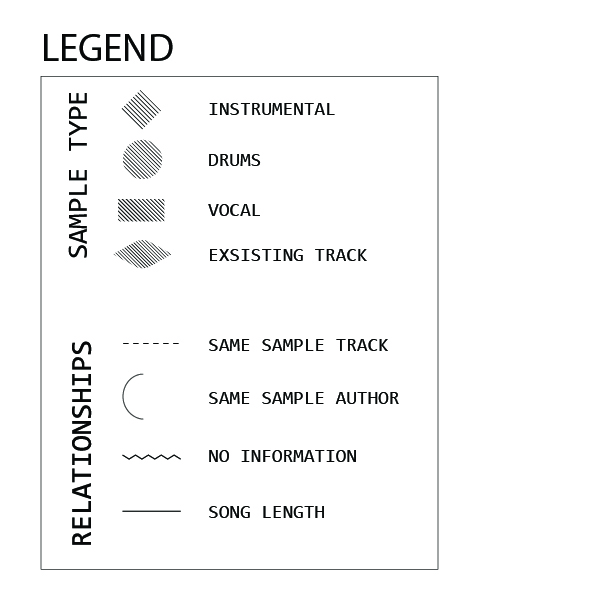 LEGEND
SAMPLE TYPE
INSTRUMENTAL
DRUMS
VOCAL
EXSISTING TRACK
RELATIONSHIPS
SAME SAMPLE TRACK
SAME SAMPLE AUTHOR
NO INFORMATION
SONG LENGTH